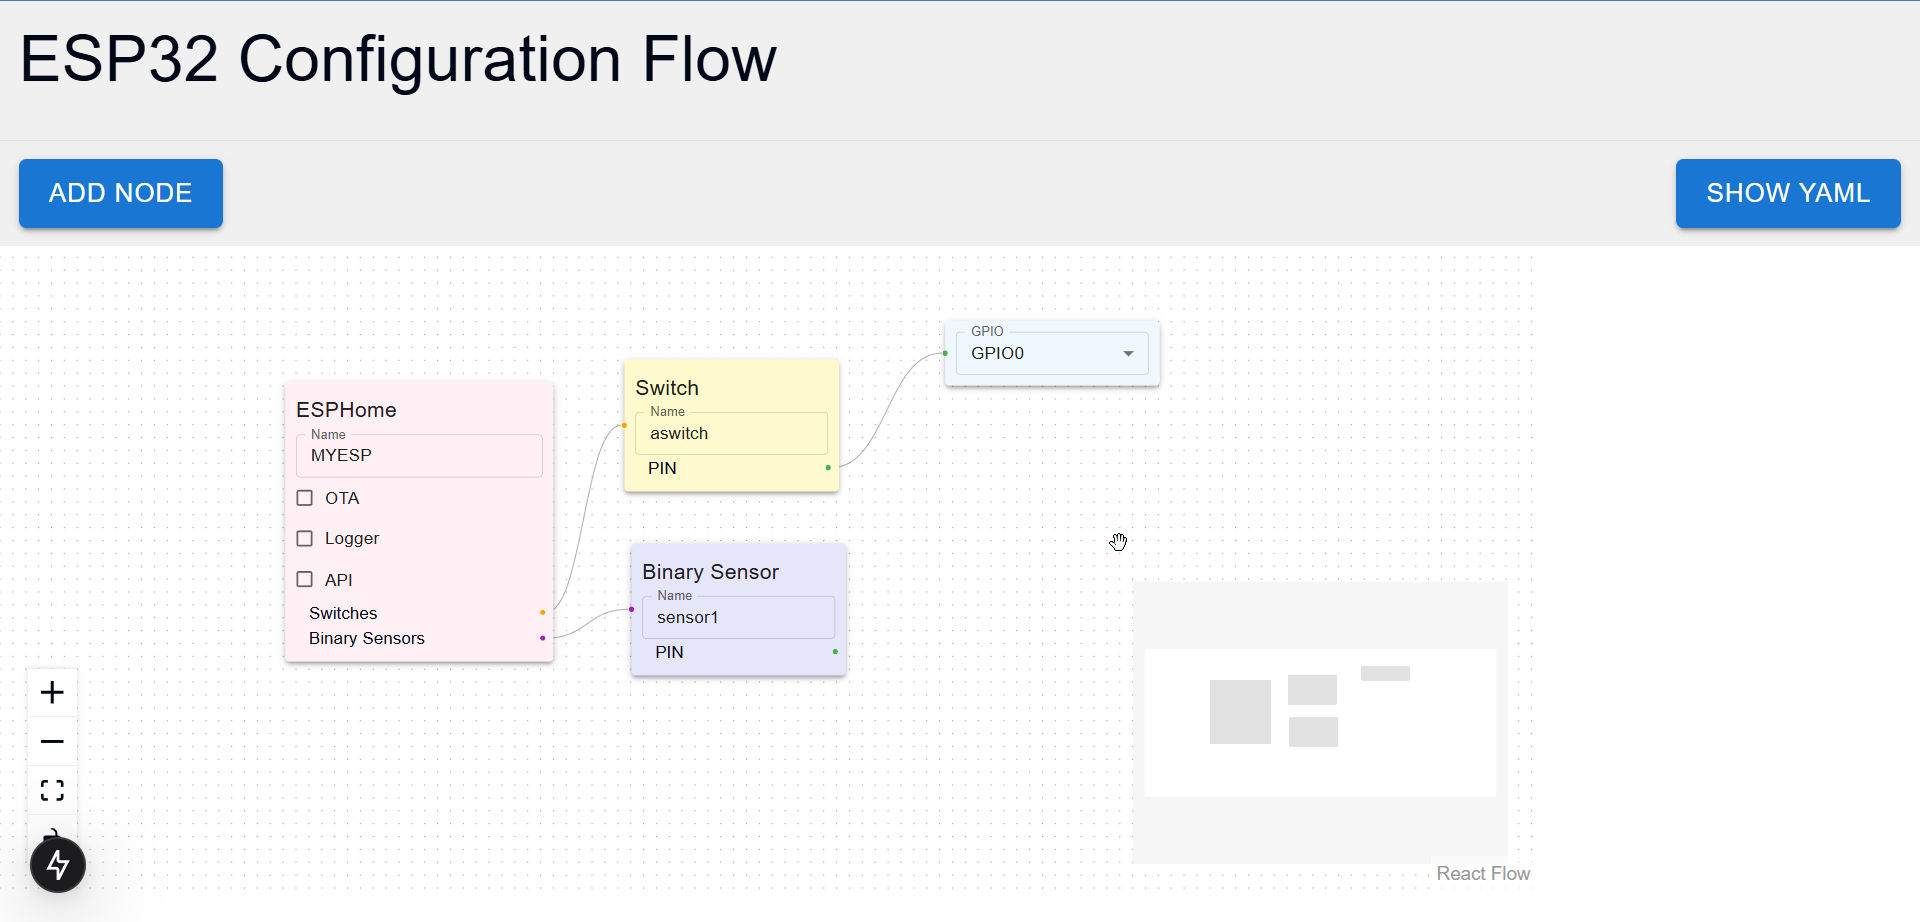 ESP32 Configuration Flow
ADD NODE
SHOW YAML
ESPHome
Name
MYESP
OTA
Logger
API
Switches
Binary Sensors
Switch
Name
aswitch
PIN
Binary Sensor
Name
sensor1
PIN
GPIO
GPIO0
React Flow